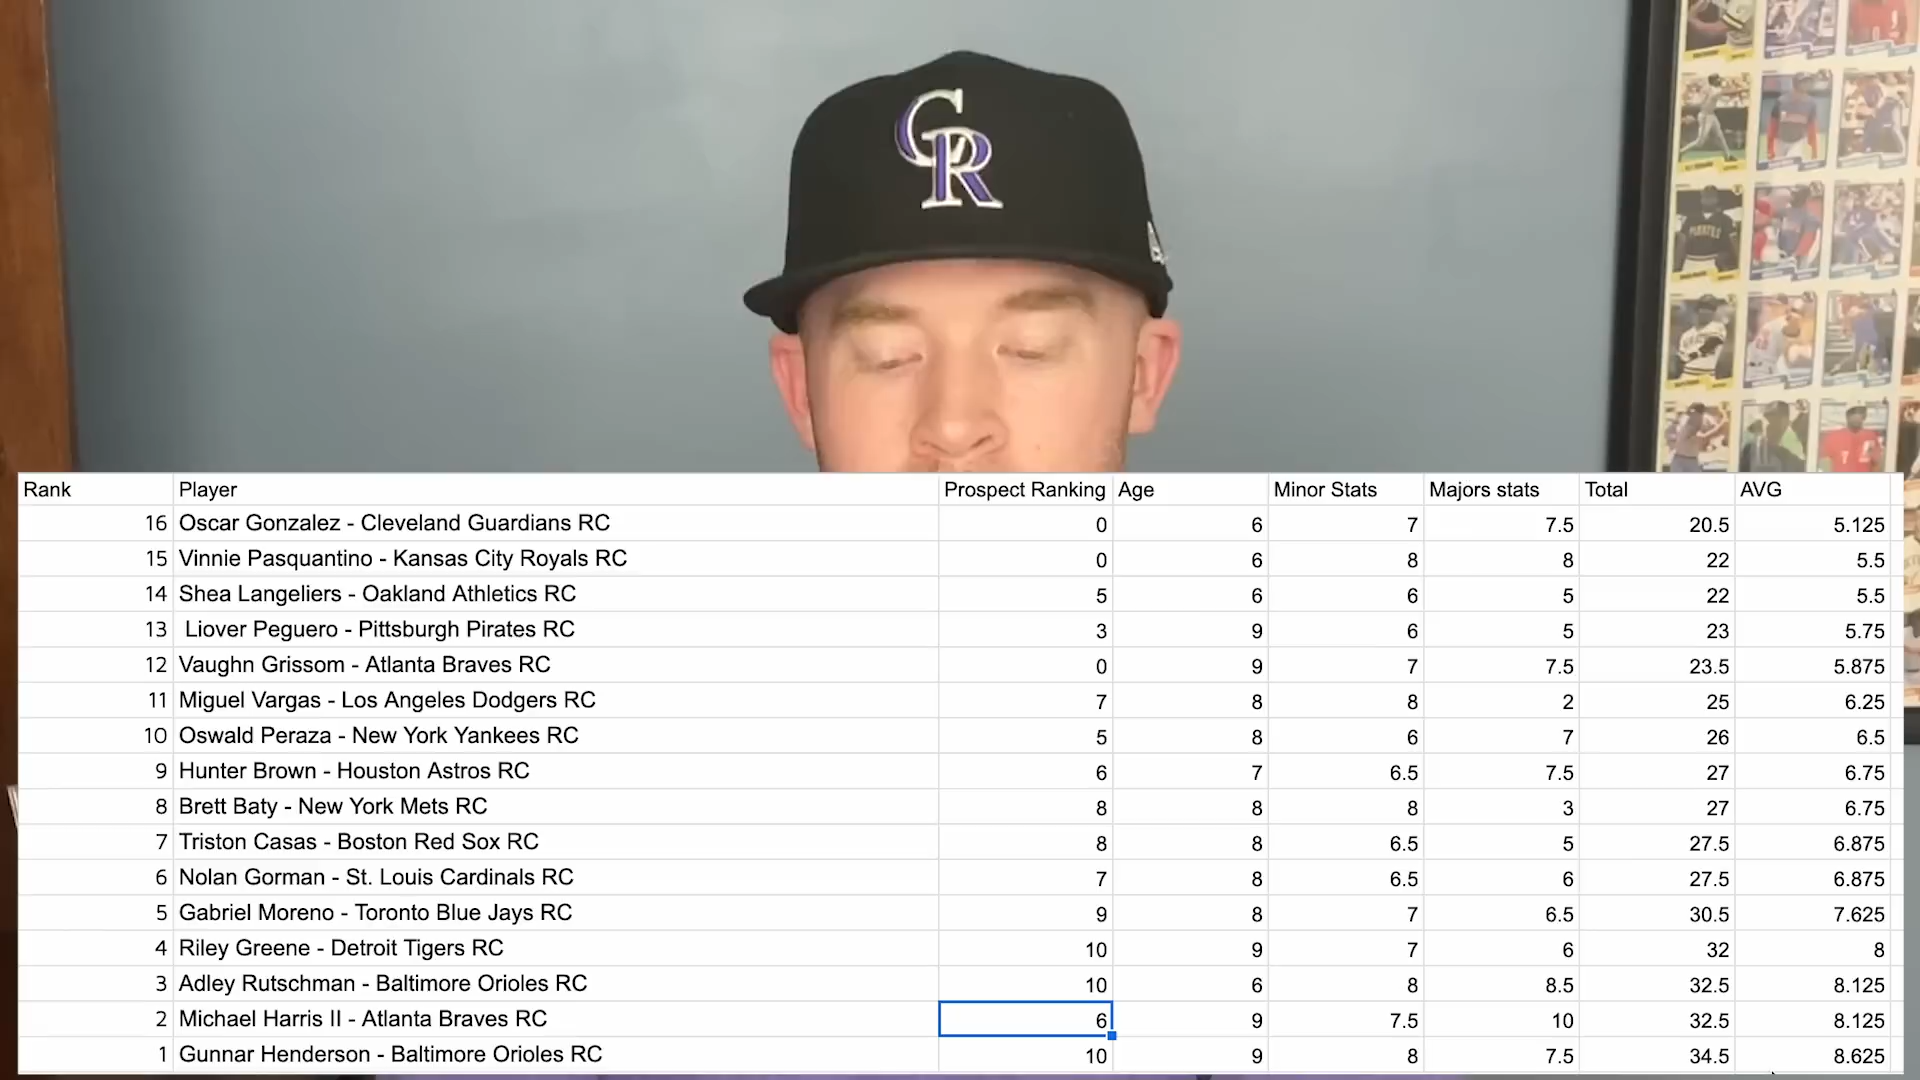 CR
PIRATES
Rank Player Prospect Ranking Age Minor Stats Majors stats Total AVG
16 Oscar Gonzalez - Cleveland Guardians RC 0 6 7 7.5 20.5 5.125
15 Vinnie Pasquantino - Kansas City Royals RC 0 6 8 8 22 5.5
14 Shea Langeliers - Oakland Athletics RC 5 6 6 5 22 5.5
13 Liover Peguero - Pittsburgh Pirates RC 3 9 6 5 23 5.75
12 Vaughn Grissom - Atlanta Braves RC 0 9 7 7.5 23.5 5.875
11 Miguel Vargas - Los Angeles Dodgers RC 7 8 8 2 25 6.25
10 Oswald Peraza - New York Yankees RC 5 8 6 7 26 6.5
9 Hunter Brown - Houston Astros RC 6 7 6.5 7.5 27 6.75
8 Brett Baty - New York Mets RC 8 8 8 3 27 6.75
7 Triston Casas - Boston Red Sox RC 8 8 6.5 5 27.5 6.875
6 Nolan Gorman - St. Louis Cardinals RC 7 8 6.5 6 27.5 6.875
5 Gabriel Moreno - Toronto Blue Jays RC 9 8 7 6.5 30.5 7.625
4 Riley Greene - Detroit Tigers RC 10 9 7 6 32 8
3 Adley Rutschman - Baltimore Orioles RC 10 6 8 8.5 32.5 8.125
2 Michael Harris II - Atlanta Braves RC 6 9 7.5 10 32.5 8.125
1 Gunnar Henderson - Baltimore Orioles RC 10 9 8 7.5 34.5 8.625